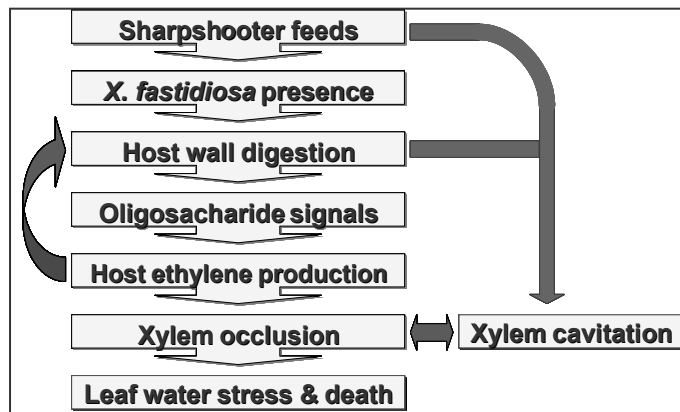 Sharpshooter feeds
X. fastidiosa presence
Host wall digestion
Oligosacharide signals
Host ethylene production
Xylem occlusion
Xylem cavitation
Leaf water stress & death